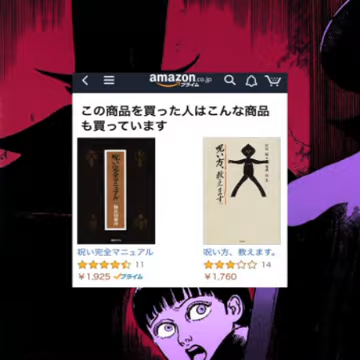 amazon.co.jp
プライム
この商品を買った人はこんな商品
も買っています
呪い完全マニュアル
呪い方、教えます。
呪い完全マニュアル
呪い方、教えます。
11
14
￥1,925 プライム
￥1,760